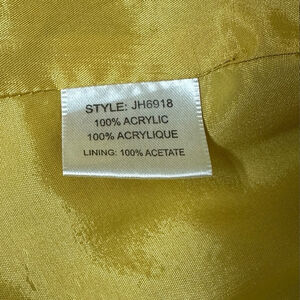 STYLE: JH6918
100% ACRYLIC
100% ACRYLIQUE
LINING: 100% ACETATE